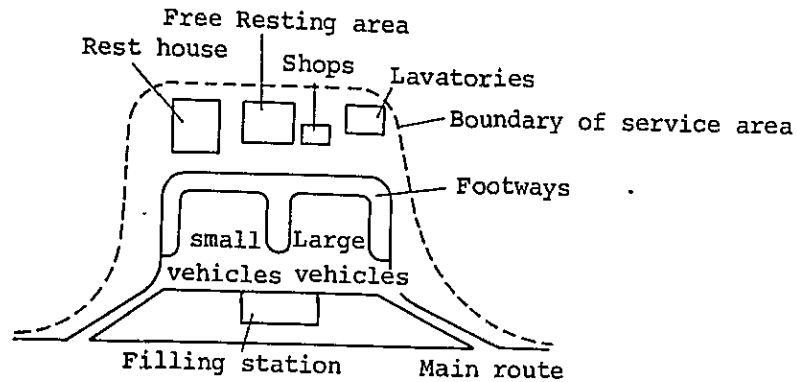 Free Resting area
Rest house
Shops
Lavatories
Boundary of service area
Footways
small Large
vehicles vehicles
Filling station
Main route